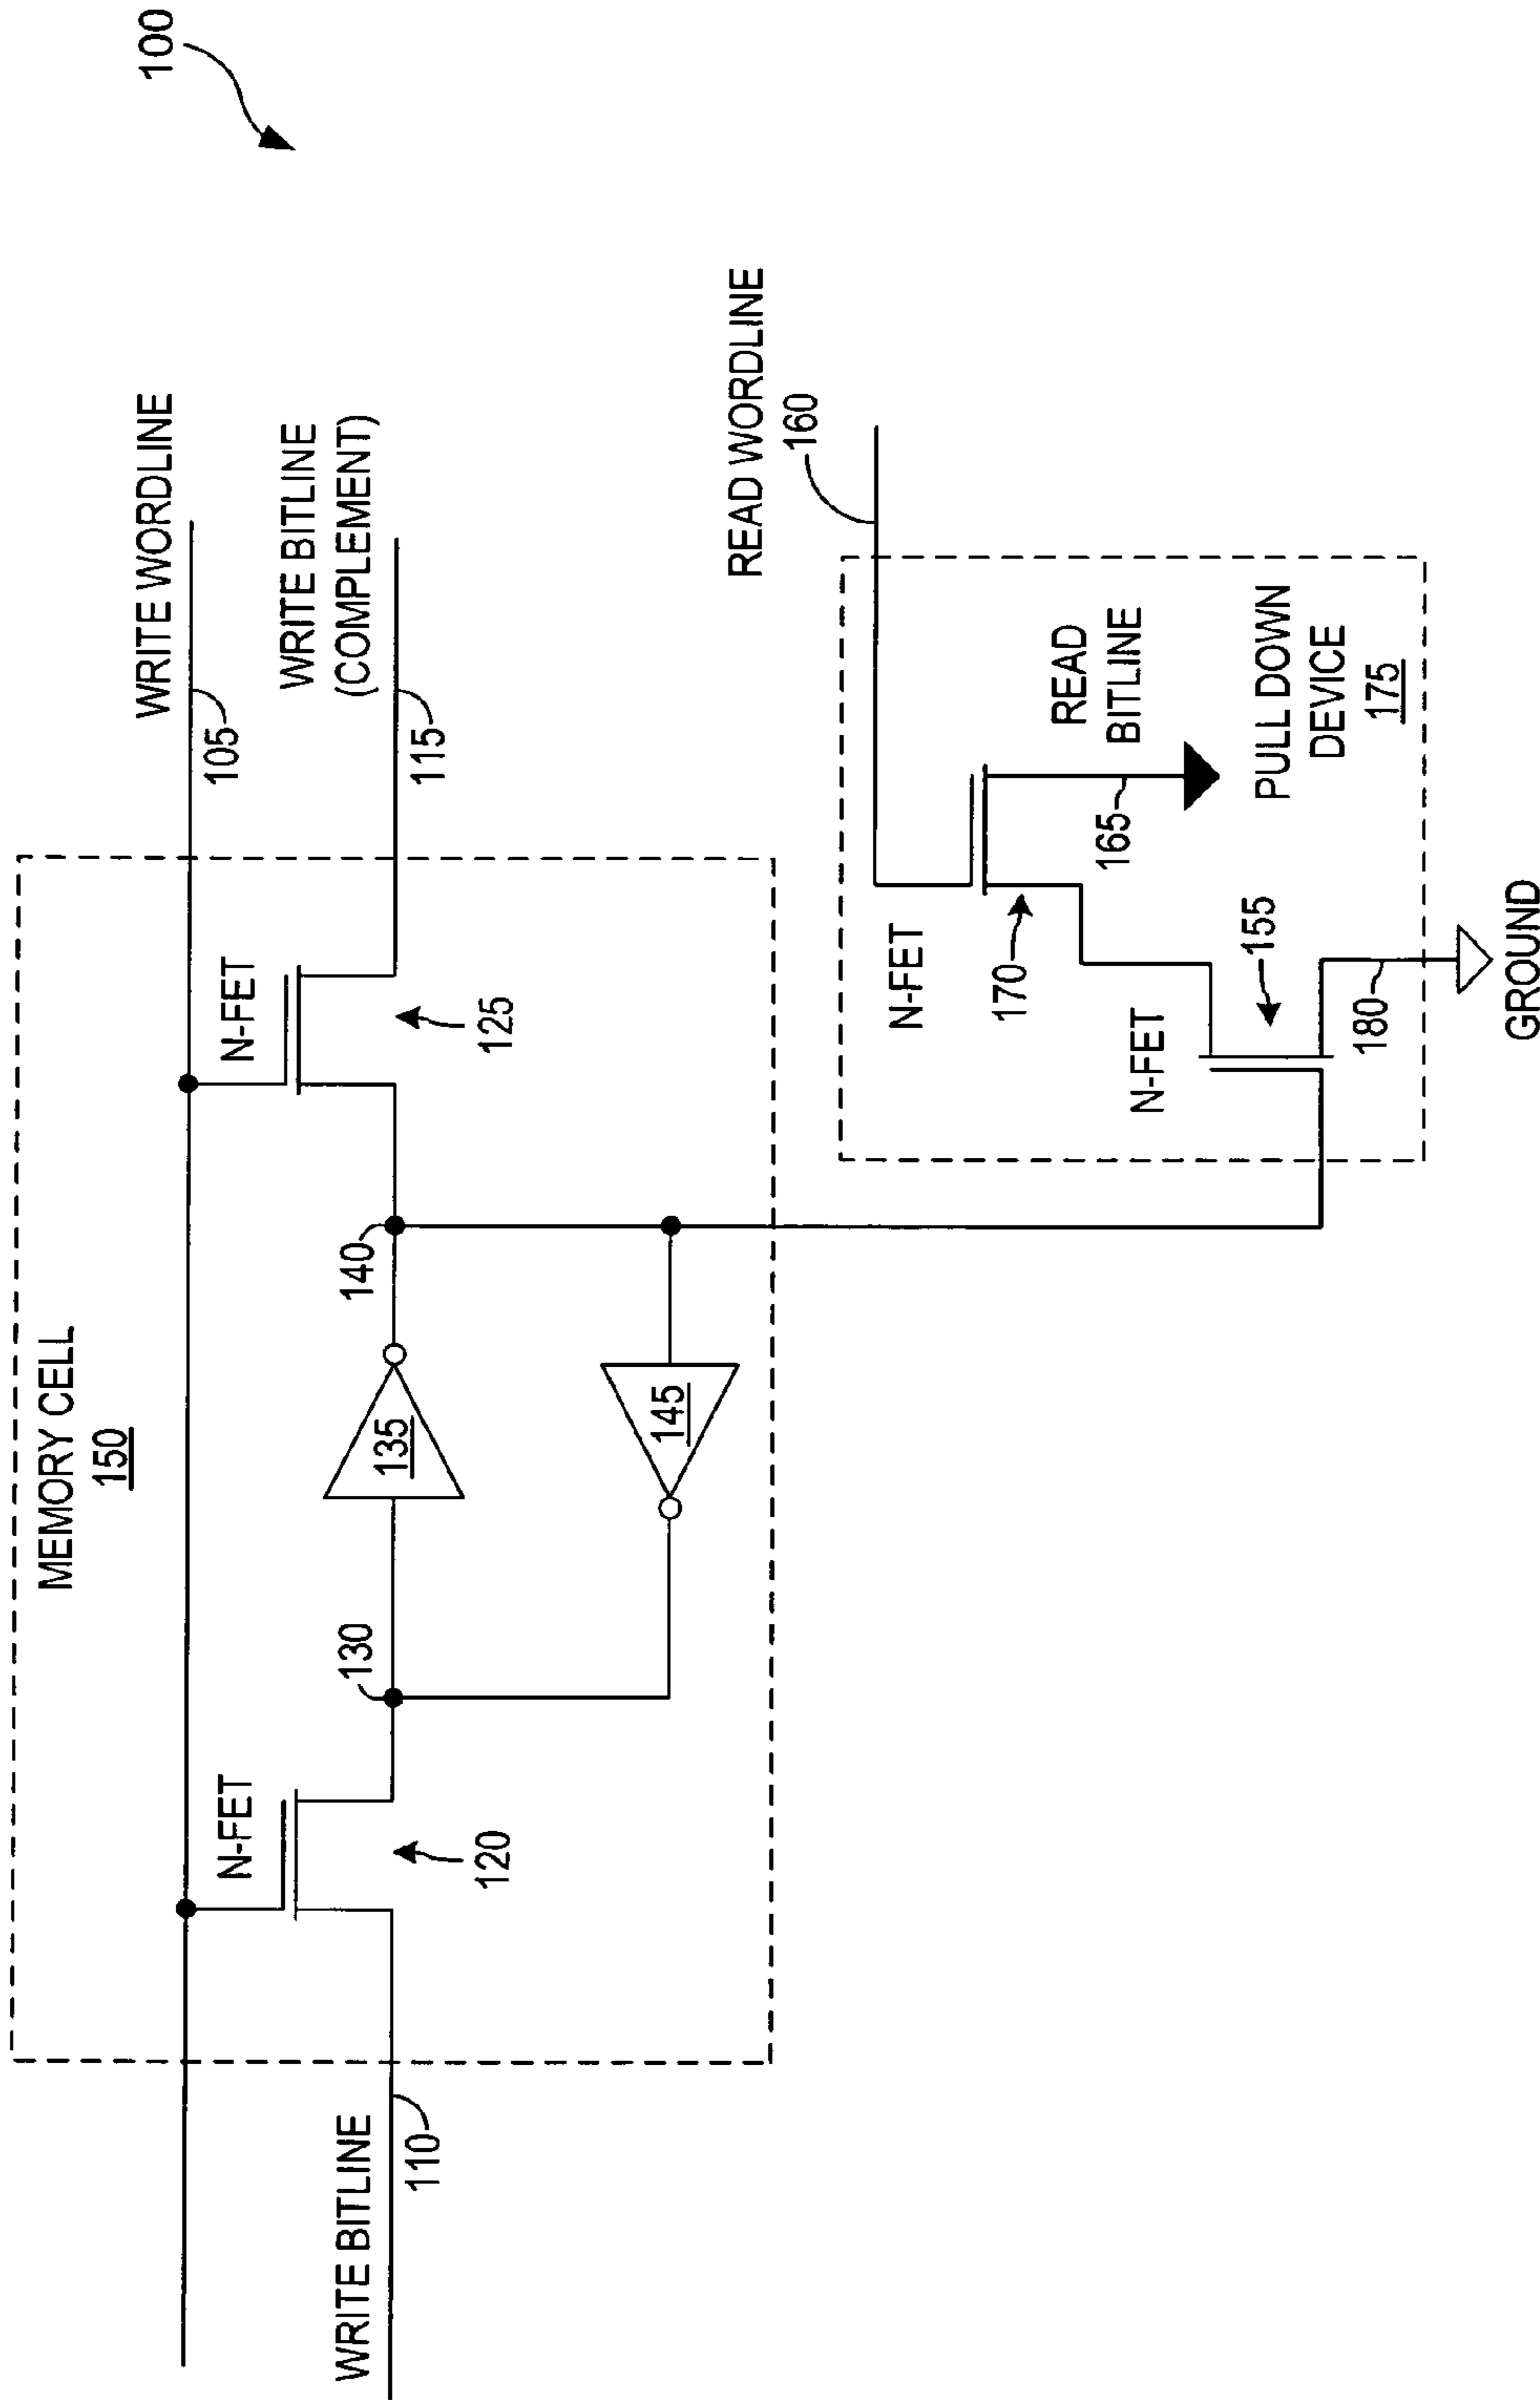 100
WRITE WORDLINE
105
WRITE BITLINE
(COMPLEMENT)
115
MEMORY CELL
150
N-FET
125
N-FET
120
140
135
145
130
WRITE BITLINE
110
READ WORDLINE
160
N-FET
170
READ
BITLINE
165
PULL DOWN
DEVICE
175
N-FET
155
180
GROUND